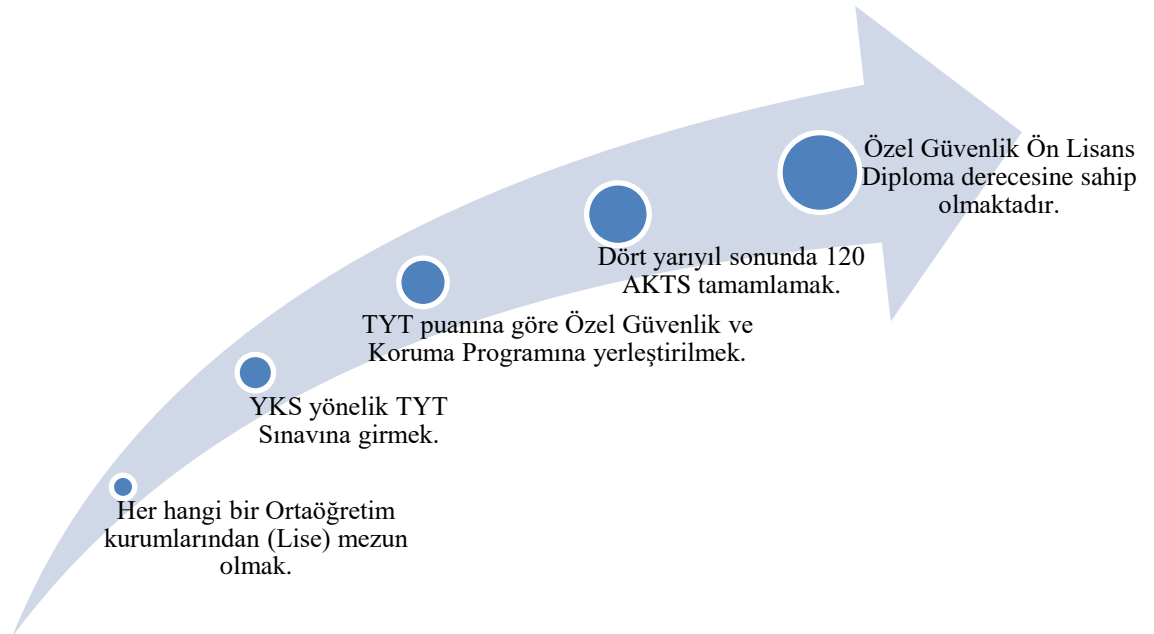 Her hangi bir Ortaöğretim
kurumlarından (Lise) mezun
olmak.
YKS yönelik TYT
Sınavına girmek.
TYT puanına göre Özel Güvenlik ve
Koruma Programına yerleştirilmek.
Dört yarıyıl sonunda 120
AKTS tamamlamak.
Özel Güvenlik Ön Lisans
Diploma derecesine sahip
olmaktadır.